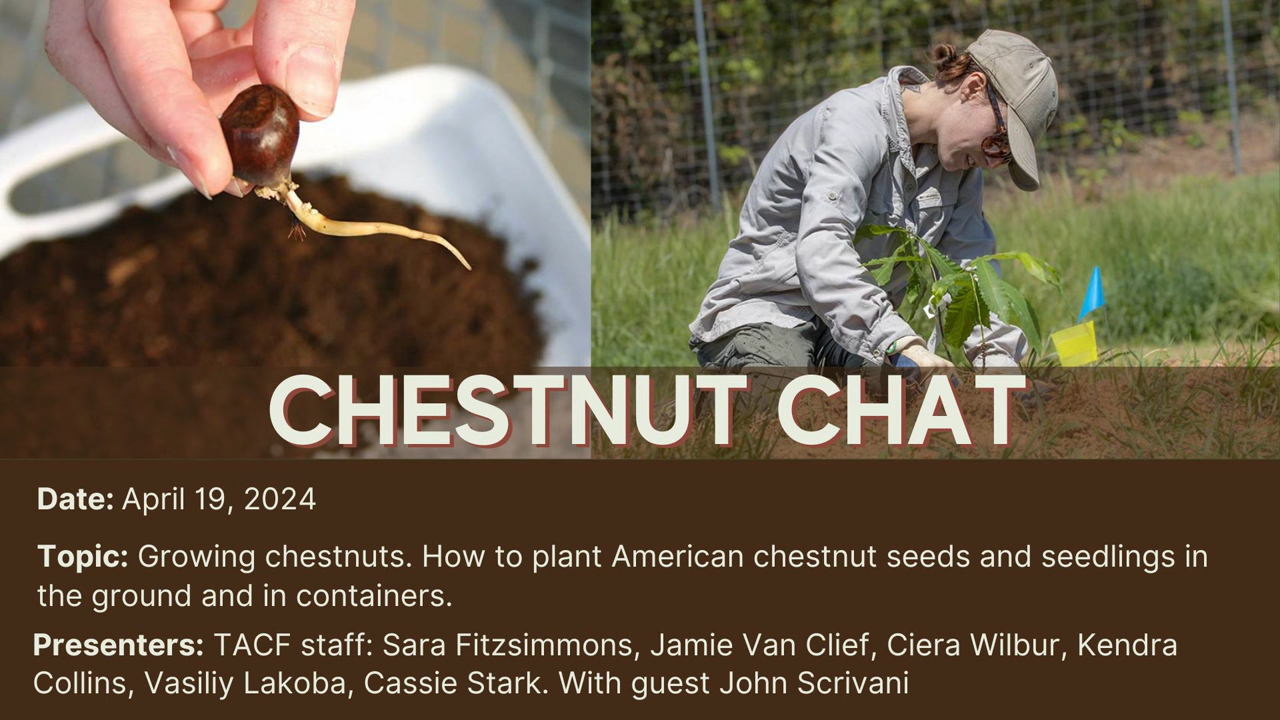 CHESTNUT CHAT
Date: April 19, 2024
Topic: Growing chestnuts. How to plant American chestnut seeds and seedlings in
the ground and in containers.
Presenters: TACF staff: Sara Fitzsimmons, Jamie Van Clief, Ciera Wilbur, Kendra
Collins, Vasiliy Lakoba, Cassie Stark. With guest John Scrivani